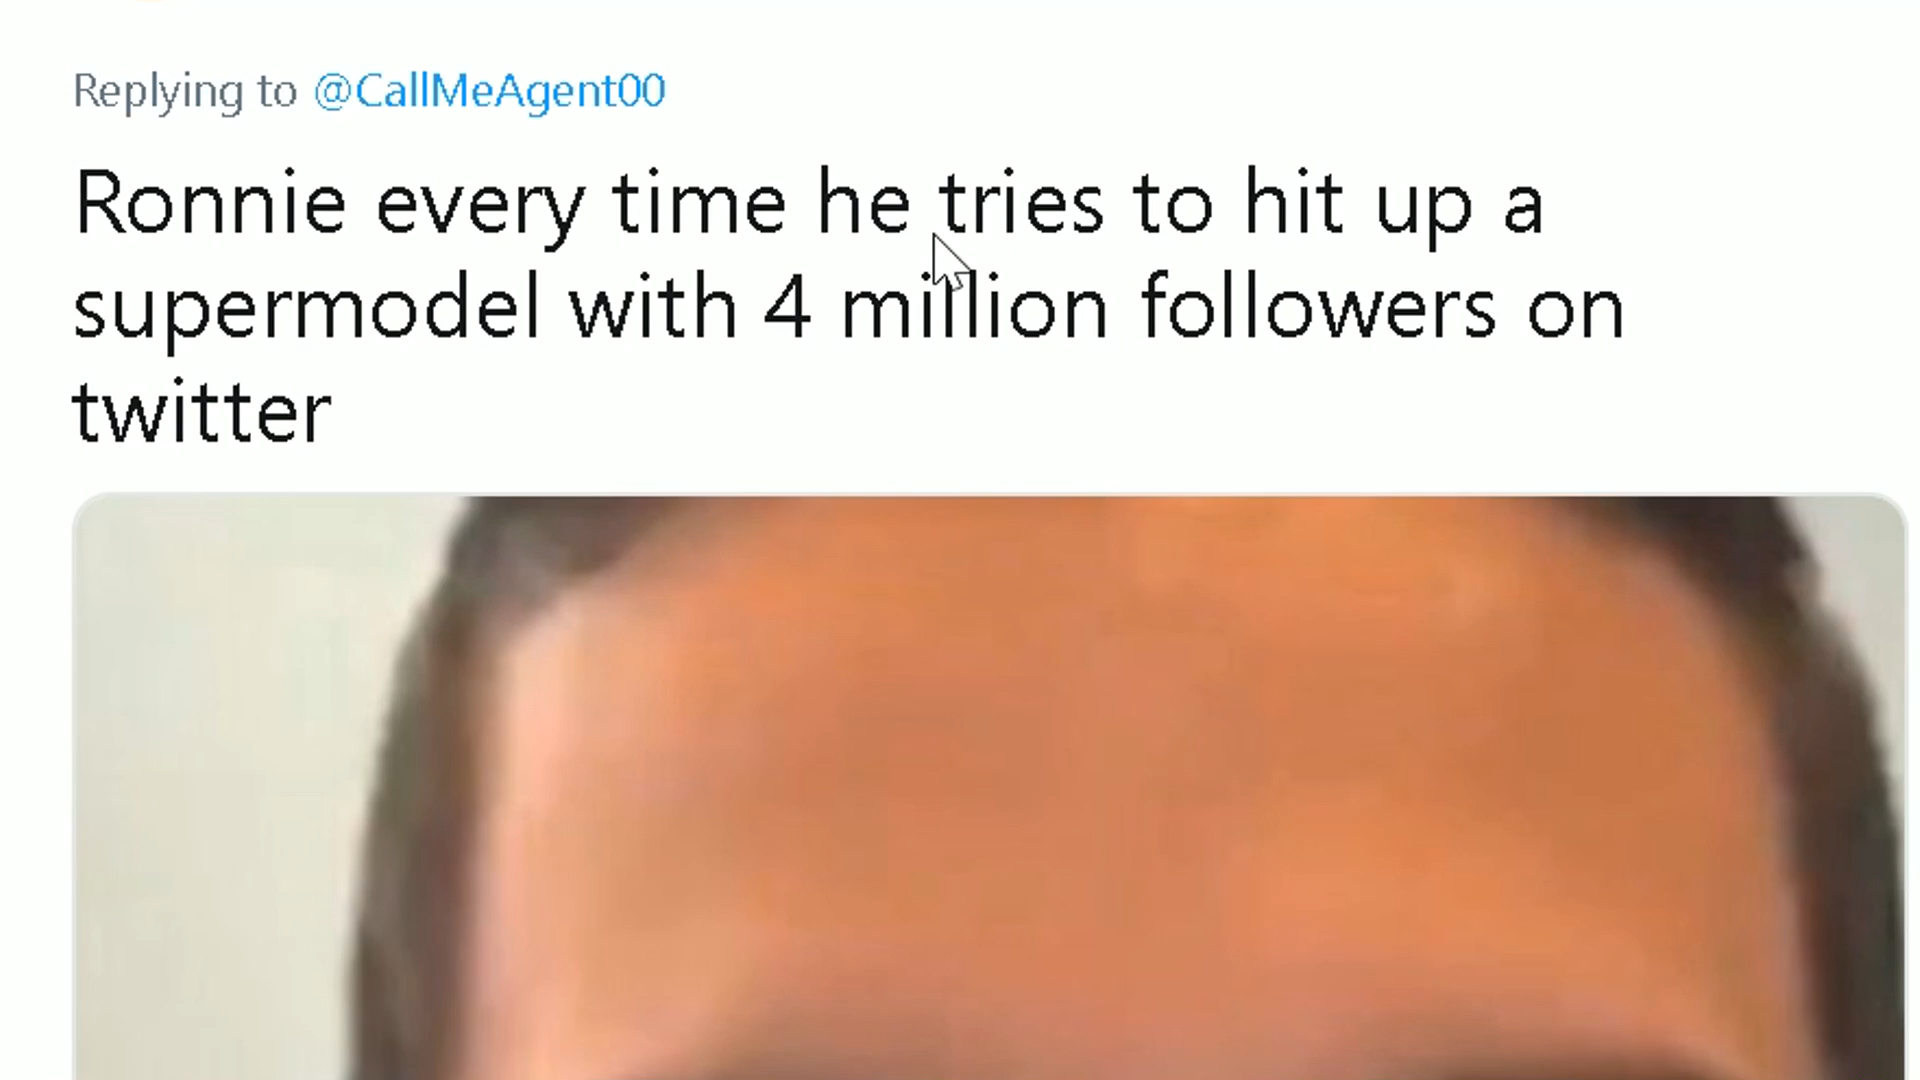 Replying to @CallMeAgent00
Ronnie every time he tries to hit up a
supermodel with 4 million followers on
twitter